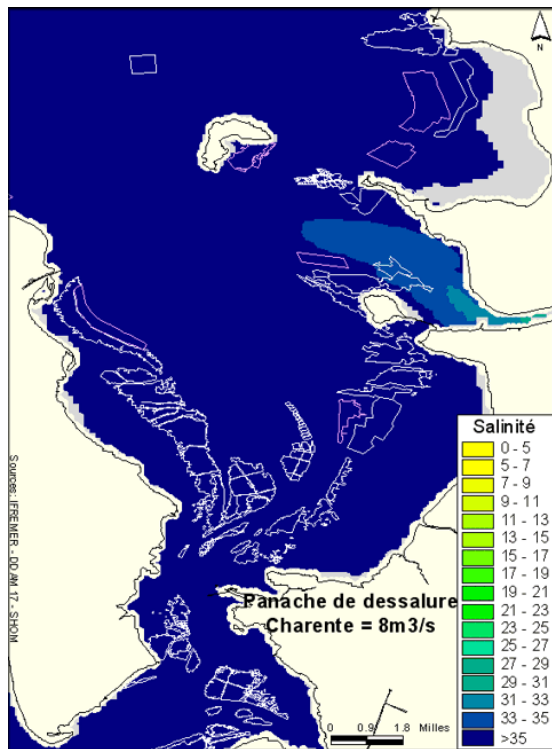 N
Salinité
0 - 5
5 - 7
7 - 9
9 - 11
11 - 13
13 - 15
15 - 17
17 - 19
19 - 21
21 - 23
23 - 25
25 - 27
27 - 29
29 - 31
31 - 33
33 - 35
>35
Panache de dessalure
Charente = 8m3/s
0 0.9 1.8 Milles
Sources: IFREMER - DDAM 17 - SHOM